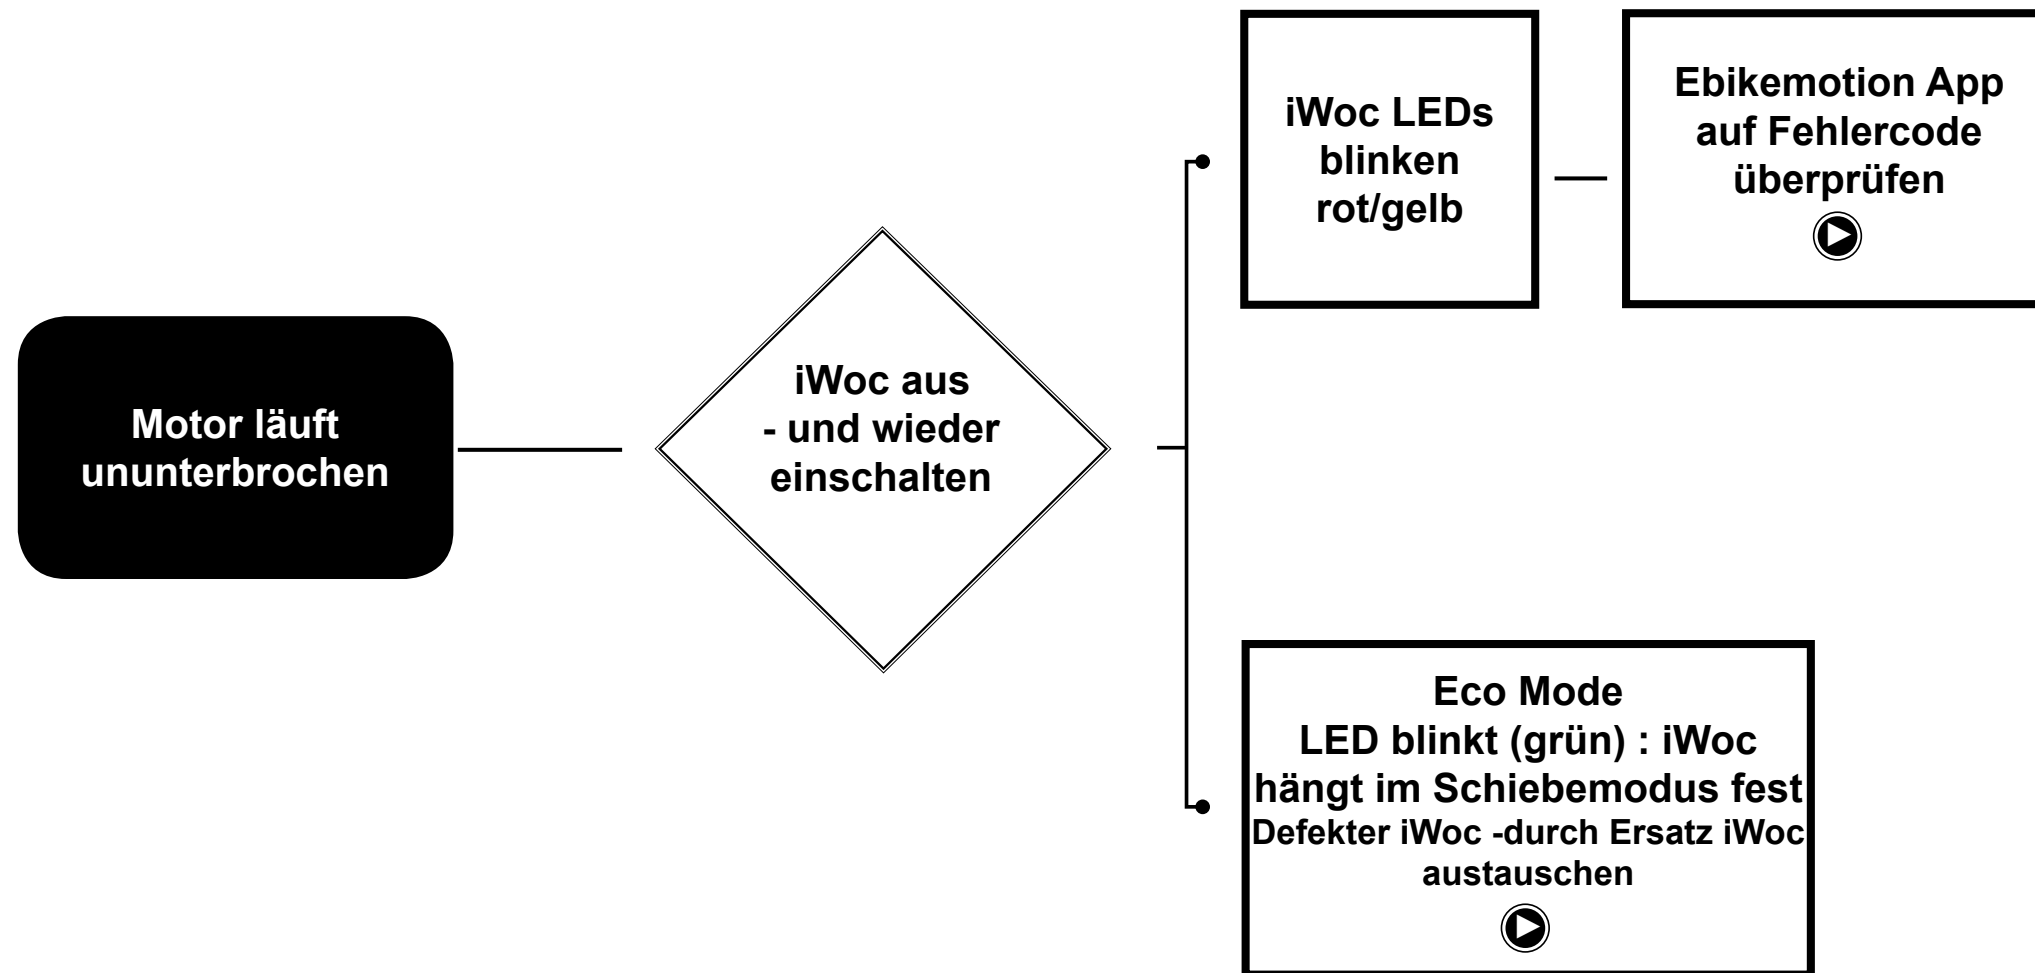 Motor läuft
ununterbrochen
iWoc aus
- und wieder
einschalten
iWoc LEDs
blinken
rot/gelb
Ebikemotion App
auf Fehlercode
überprüfen
Eco Mode
LED blinkt (grün) : iWoc
hängt im Schiebemodus fest
Defekter iWoc -durch Ersatz iWoc
austauschen